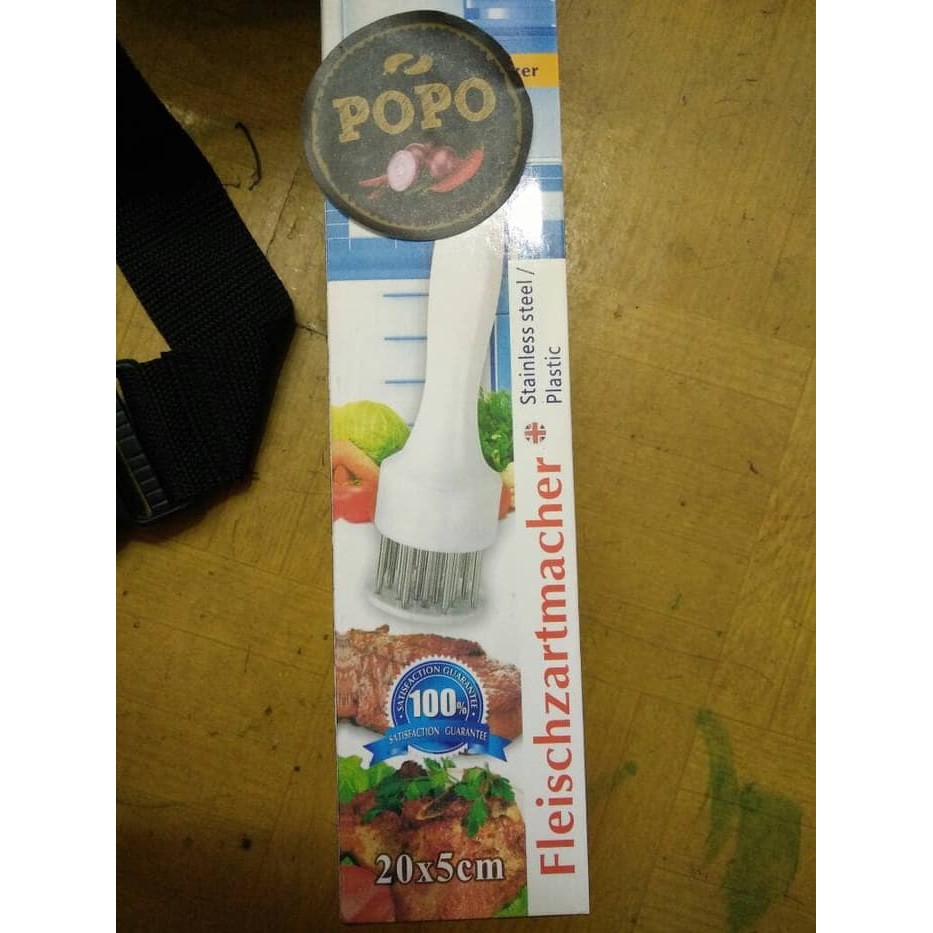 POPO
Stainless steel /
Plastic
Fleischzartmacher
SATISFACTION GUARANTEE
100%
SATISFACTION GUARANTEE
20x5cm